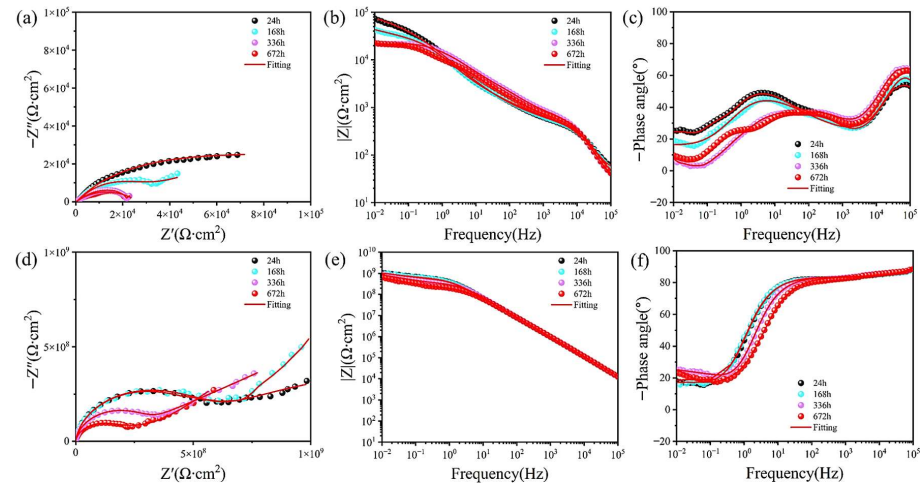 (a)
1×10⁵
8×10⁴
6×10⁴
4×10⁴
2×10⁴
0
−Z″(Ω·cm²)
24h
168h
336h
672h
Fitting
0 2×10⁴ 4×10⁴ 6×10⁴ 8×10⁴ 1×10⁵
Z′(Ω·cm²)
(b)
10⁵
10⁴
10³
10²
10¹
|Z|(Ω·cm²)
24h
168h
336h
672h
Fitting
10⁻² 10⁻¹ 10⁰ 10¹ 10² 10³ 10⁴ 10⁵
Frequency(Hz)
(c)
100
80
60
40
20
0
−20
−Phase angle(°)
24h
168h
336h
672h
Fitting
10⁻² 10⁻¹ 10⁰ 10¹ 10² 10³ 10⁴ 10⁵
Frequency(Hz)
(d)
1×10⁹
5×10⁸
0
−Z″(Ω·cm²)
24h
168h
336h
672h
Fitting
0 5×10⁸ 1×10⁹
Z′(Ω·cm²)
(e)
10¹⁰
10⁹
10⁸
10⁷
10⁶
10⁵
10⁴
10³
10²
10¹
|Z|(Ω·cm²)
24h
168h
336h
672h
Fitting
10⁻² 10⁻¹ 10⁰ 10¹ 10² 10³ 10⁴ 10⁵
Frequency(Hz)
(f)
100
80
60
40
20
0
−20
−Phase angle(°)
24h
168h
336h
672h
Fitting
10⁻² 10⁻¹ 10⁰ 10¹ 10² 10³ 10⁴ 10⁵
Frequency(Hz)